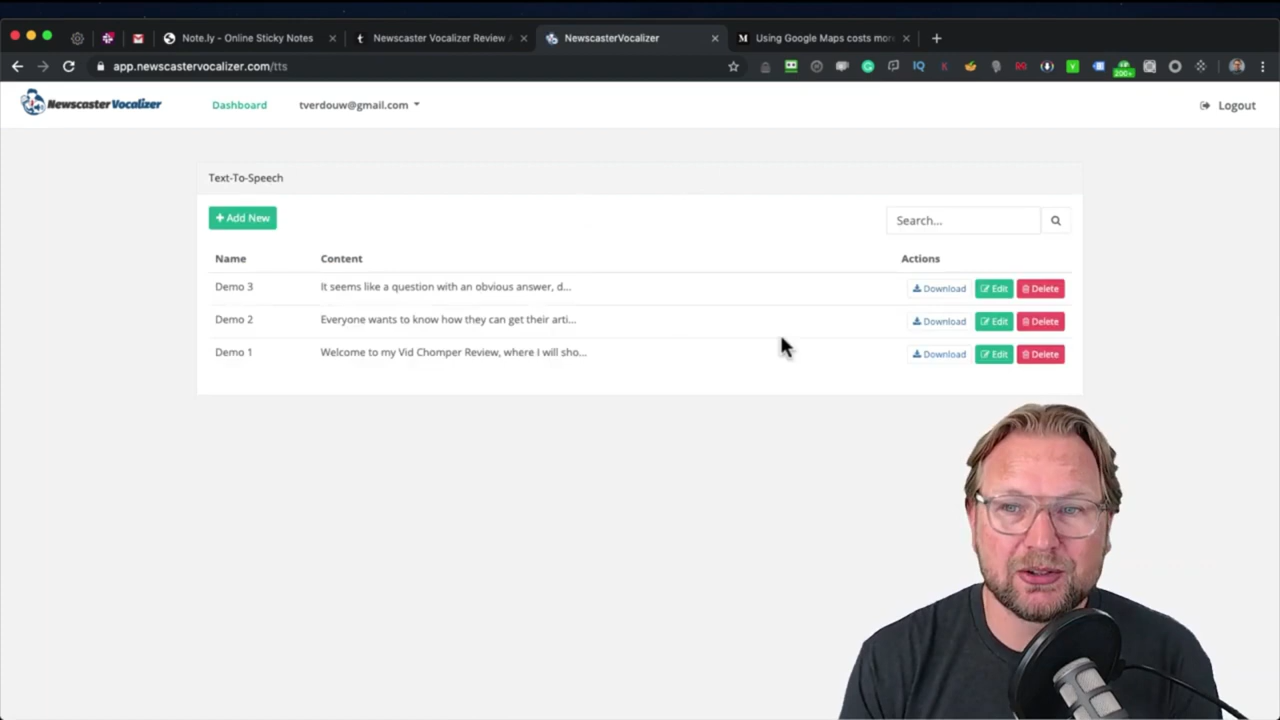 Note.ly - Online Sticky Notes
Newscaster Vocalizer Review
NewscasterVocalizer
Using Google Maps costs mor
app.newscastervocalizer.com/tts
200+
NewscasterVocalizer
Dashboard
tverdouw@gmail.com
Logout
Text-To-Speech
+ Add New
Search...
Name Content Actions
Demo 3 It seems like a question with an obvious answer, d... Download Edit Delete
Demo 2 Everyone wants to know how they can get their arti... Download Edit Delete
Demo 1 Welcome to my Vid Chomper Review, where I will sho... Download Edit Delete